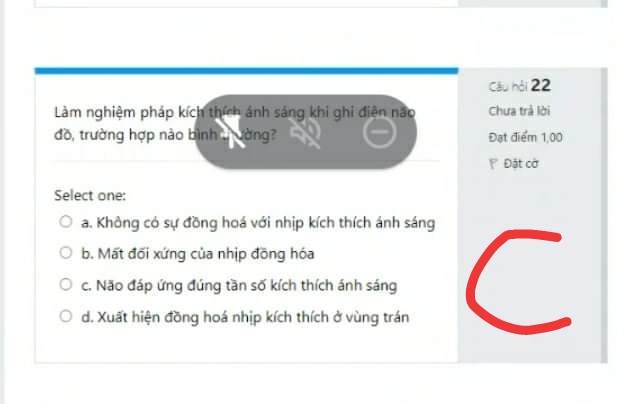 Câu hỏi 22
Chưa trả lời
Đạt điểm 1,00
Đặt cờ
Làm nghiệm pháp kích thích ánh sáng khi ghi điện não
đồ, trường hợp nào bình thường?
Select one:
a. Không có sự đồng hoá với nhịp kích thích ánh sáng
b. Mất đối xứng của nhịp đồng hóa
c. Não đáp ứng đúng tần số kích thích ánh sáng
d. Xuất hiện đồng hoá nhịp kích thích ở vùng trán
C